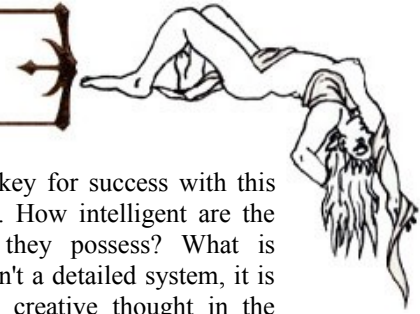 key for success with this
. How intelligent are the
they possess? What is
n't a detailed system, it is
creative thought in the